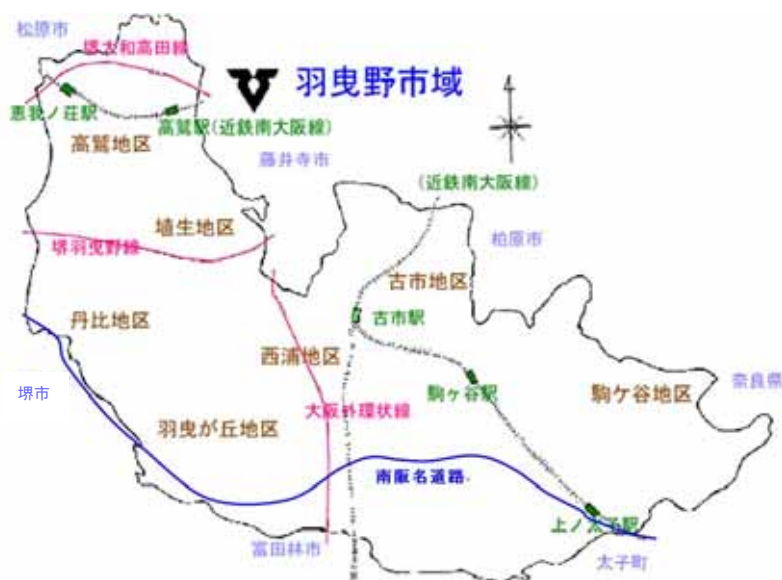 松原市
堺大和高田線
羽曳野市域
恵我ノ荘駅
高鷲駅(近鉄南大阪線)
高鷲地区
藤井寺市
(近鉄南大阪線)
埴生地区
柏原市
堺羽曳野線
古市地区
丹比地区
古市駅
西浦地区
堺市
駒ヶ谷駅
駒ケ谷地区
奈良県
大阪外環状線
羽曳が丘地区
南阪名道路
上ノ太子駅
富田林市
太子町